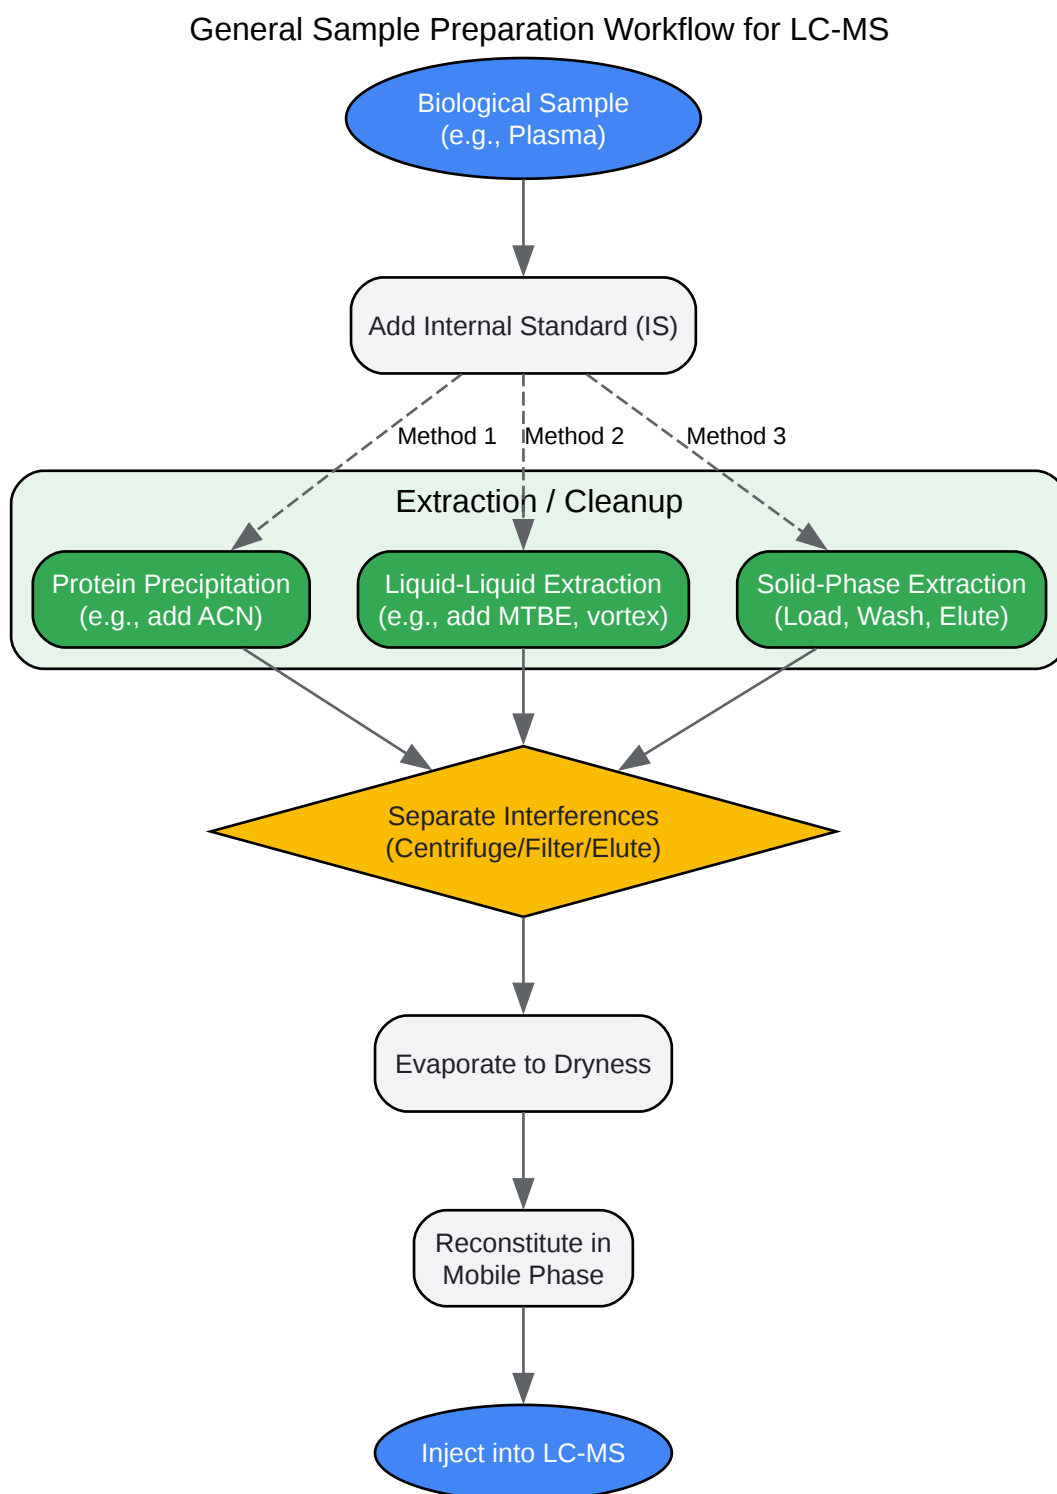 General Sample Preparation Workflow for LC-MS
Biological Sample
(e.g., Plasma)
Add Internal Standard (IS)
Method 1
Method 2
Method 3
Extraction / Cleanup
Protein Precipitation
(e.g., add ACN)
Liquid-Liquid Extraction
(e.g., add MTBE, vortex)
Solid-Phase Extraction
(Load, Wash, Elute)
Separate Interferences
(Centrifuge/Filter/Elute)
Evaporate to Dryness
Reconstitute in
Mobile Phase
Inject into LC-MS